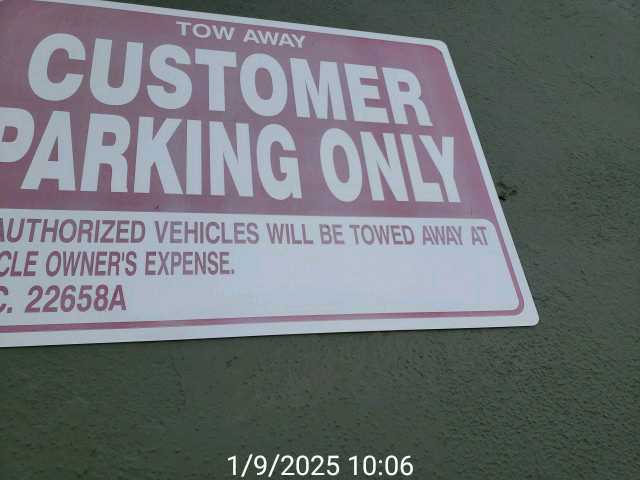 TOW AWAY
CUSTOMER
PARKING ONLY
AUTHORIZED VEHICLES WILL BE TOWED AWAY AT
CLE OWNER'S EXPENSE.
C. 22658A
1/9/2025 10:06